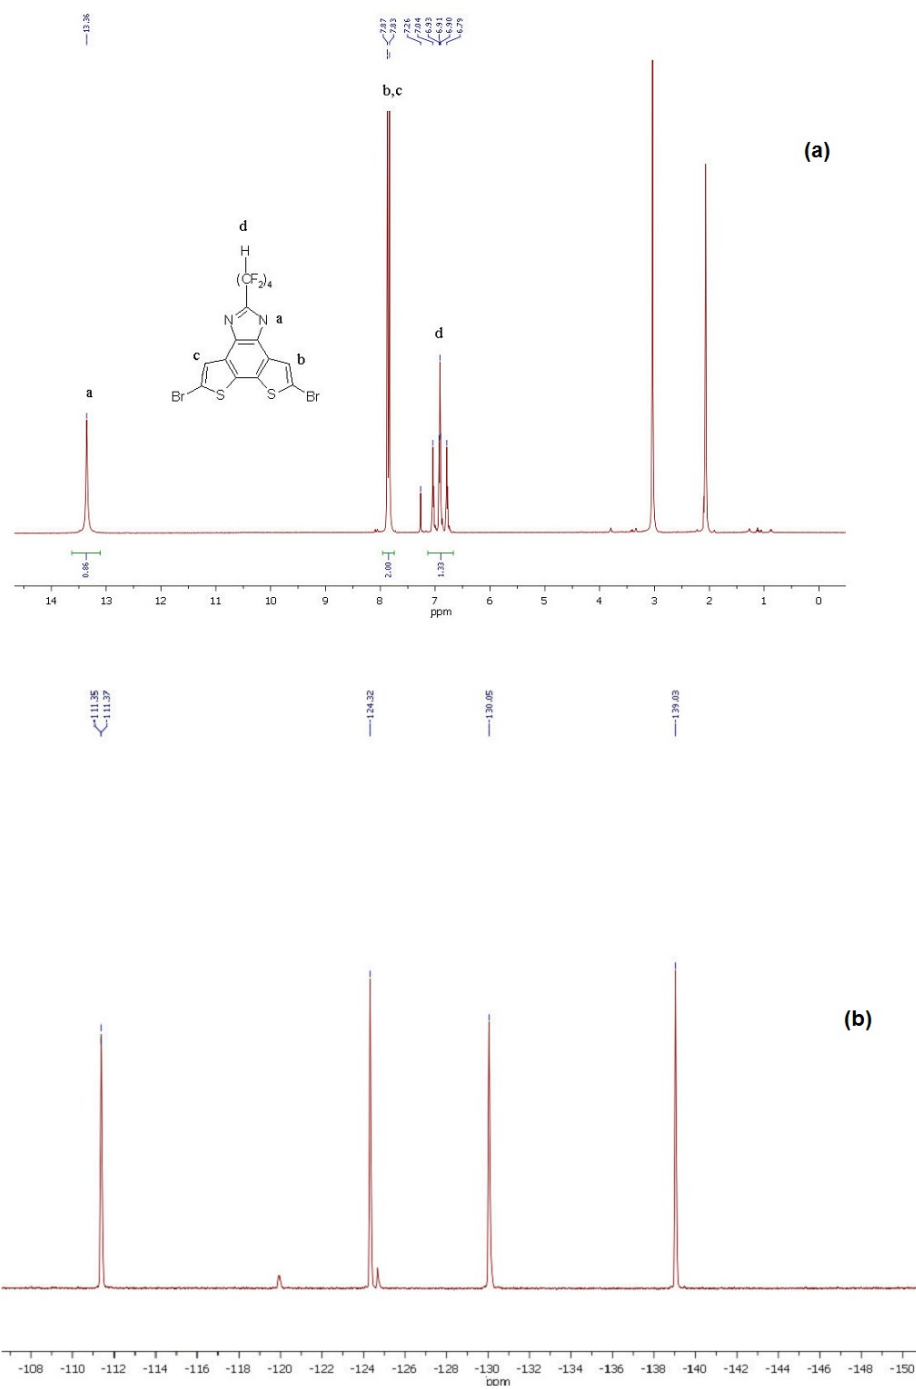 13.36
7.87
7.83
7.26
7.04
6.93
6.91
6.90
6.79
b,c
(a)
d
H
(CF2)4
N
N
a
d
c
b
a
S
S
Br
Br
0.86
2.00
1.33
14
13
12
11
10
9
8
7
6
5
4
3
2
1
0
ppm
-111.35
-111.37
-124.32
-130.05
-139.03
(b)
-108
-110
-112
-114
-116
-118
-120
-122
-124
-126
-128
-130
-132
-134
-136
-138
-140
-142
-144
-146
-148
-150
ppm